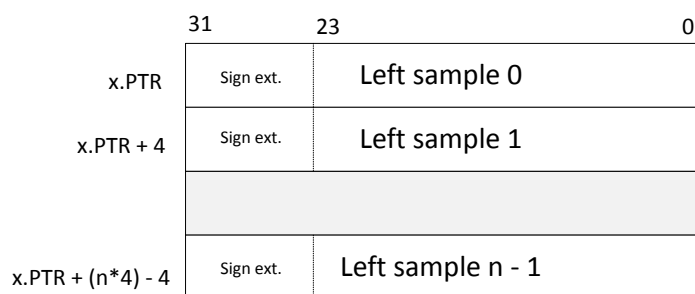 31 23 0
x.PTR Sign ext. Left sample 0
x.PTR + 4 Sign ext. Left sample 1
x.PTR + (n*4) - 4 Sign ext. Left sample n - 1